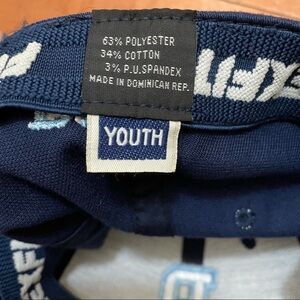 63% POLYESTER
34% COTTON
3% P.U.SPANDEX
MADE IN DOMINICAN REP.
YOUTH